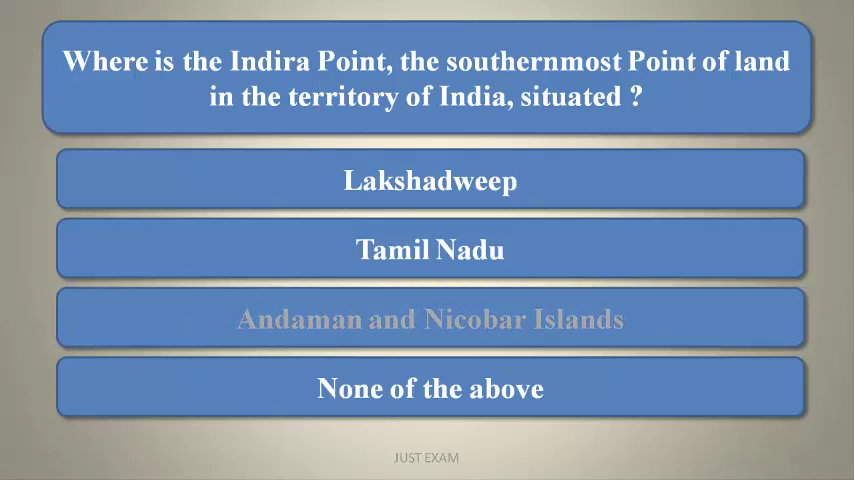 Where is the Indira Point, the southernmost Point of land
in the territory of India, situated ?
Lakshadweep
Tamil Nadu
Andaman and Nicobar Islands
None of the above
JUST EXAM